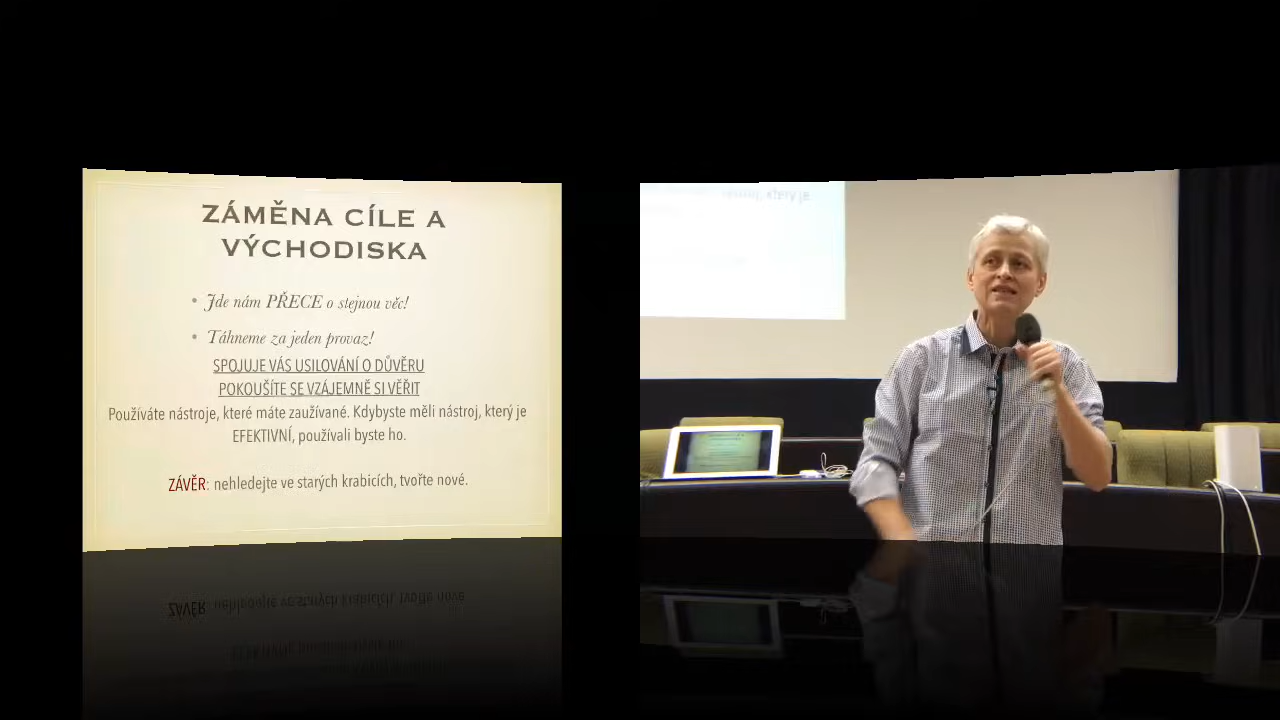 ZÁMĚNA CÍLE A
VÝCHODISKA
• Jde nám PŘECE o stejnou věc!
• Táhneme za jeden provaz!
SPOJUJE VÁS USILOVÁNÍ O DŮVĚRU
POKOUŠÍTE SE VZÁJEMNĚ SI VĚŘIT
Používáte nástroje, které máte zaužívané. Kdybyste měli nástroj, který je
EFEKTIVNÍ, používali byste ho.
ZÁVĚR: nehledejte ve starých krabicích, tvořte nové.
který je